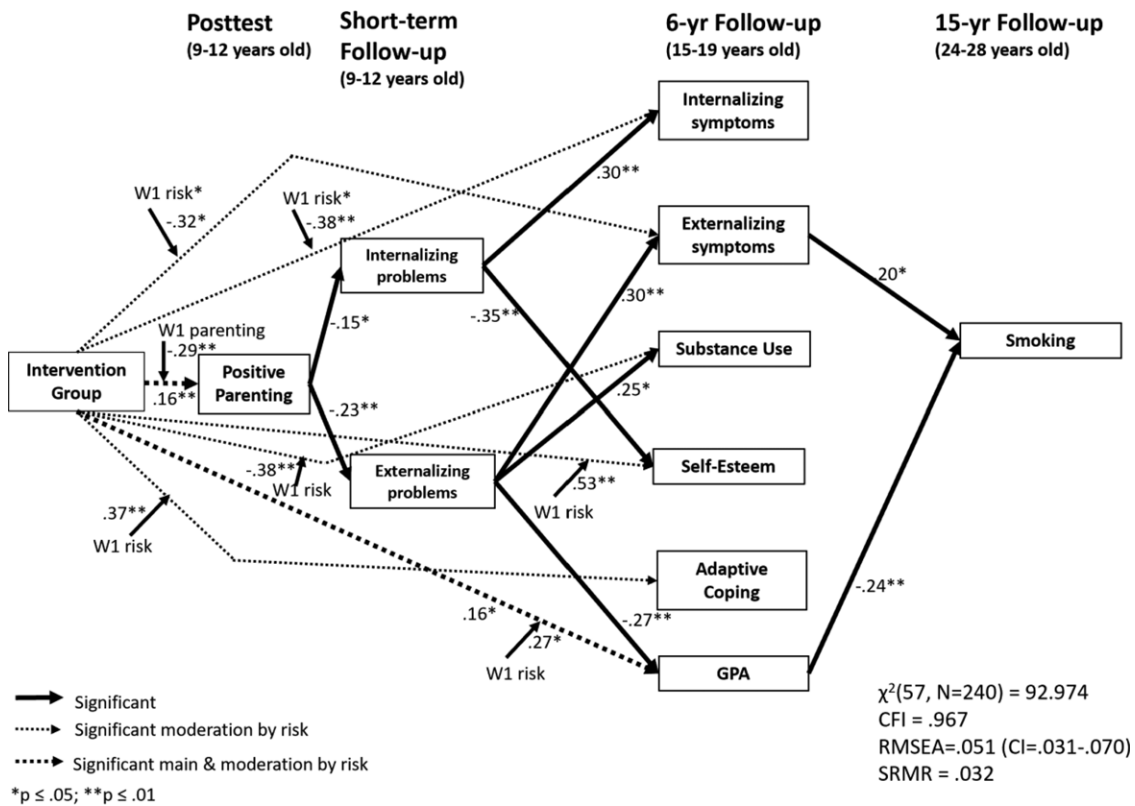 Posttest
(9-12 years old)
Short-term
Follow-up
(9-12 years old)
6-yr Follow-up
(15-19 years old)
15-yr Follow-up
(24-28 years old)
Internalizing
symptoms
.30**
W1 risk*
-.32*
W1 risk*
-.38**
Externalizing
symptoms
Internalizing
problems
20*
.30**
-.15*
-.35**
W1 parenting
-.29**
Substance Use
Smoking
Intervention
Group
.16**
Positive
Parenting
.25*
-.23**
-.38**
W1 risk
Externalizing
problems
Self-Esteem
.53**
W1 risk
.37**
W1 risk
Adaptive
Coping
-.24**
.16*
-.27**
.27*
W1 risk
GPA
Significant
Significant moderation by risk
Significant main & moderation by risk
*p ≤ .05; **p ≤ .01
χ²(57, N=240) = 92.974
CFI = .967
RMSEA=.051 (CI=.031-.070)
SRMR = .032